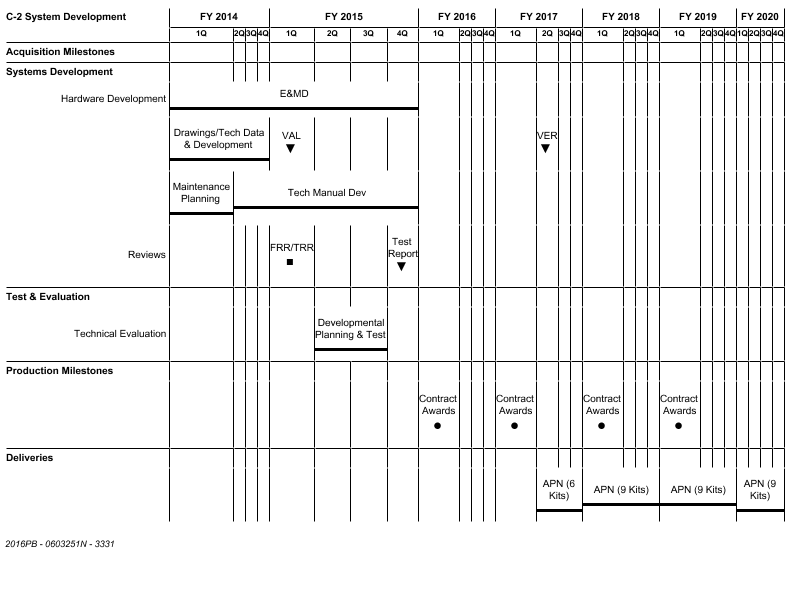 C-2 System Development FY 2014 FY 2015 FY 2016 FY 2017 FY 2018 FY 2019 FY 2020
1Q 2Q 3Q 4Q 1Q 2Q 3Q 4Q 1Q 2Q 3Q 4Q 1Q 2Q 3Q 4Q 1Q 2Q 3Q 4Q 1Q 2Q 3Q 4Q 1Q 2Q 3Q 4Q
Acquisition Milestones
Systems Development
Hardware Development E&MD
Drawings/Tech Data
& Development
VAL
VER
Maintenance
Planning
Tech Manual Dev
Reviews
FRR/TRR
Test
Report
Test & Evaluation
Technical Evaluation
Developmental
Planning & Test
Production Milestones
Contract
Awards
Contract
Awards
Contract
Awards
Contract
Awards
Deliveries
APN (6
Kits)
APN (9 Kits)
APN (9 Kits)
APN (9
Kits)
2016PB - 0603251N - 3331